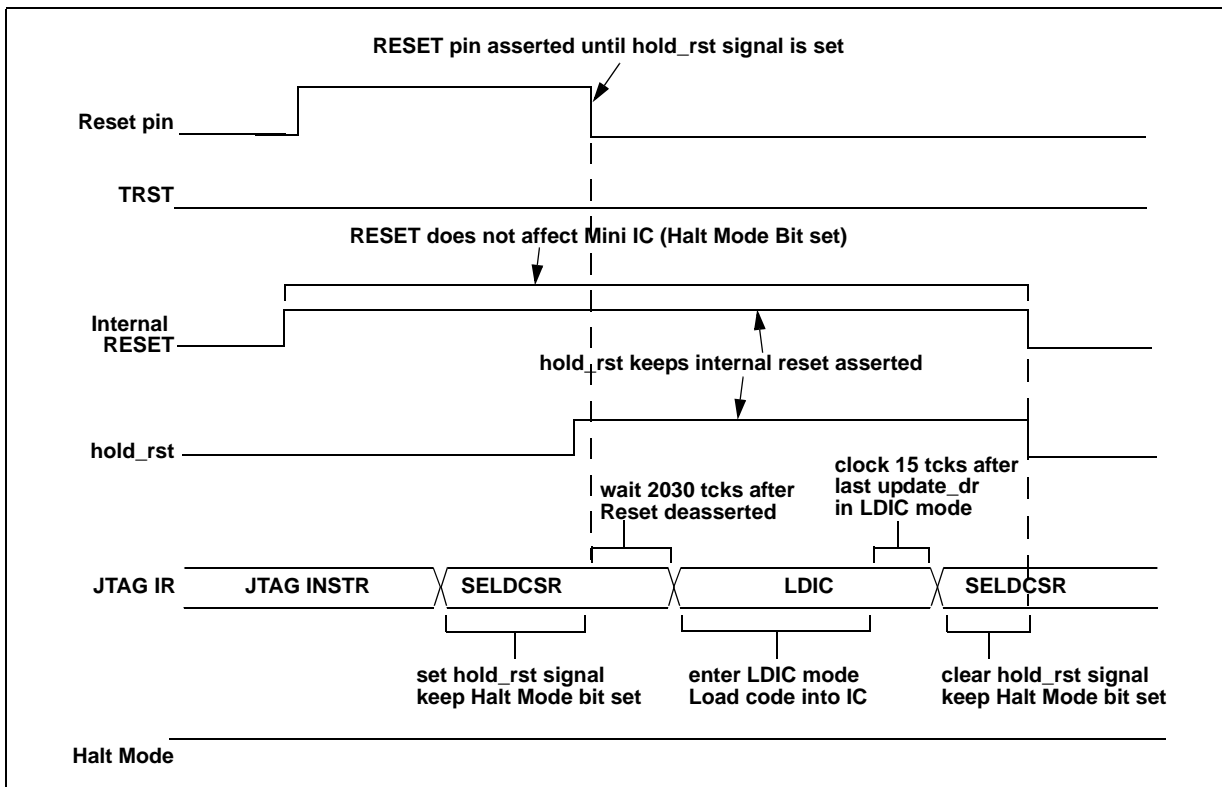 RESET pin asserted until hold_rst signal is set
Reset pin
TRST
RESET does not affect Mini IC (Halt Mode Bit set)
Internal
RESET
hold_rst keeps internal reset asserted
hold_rst
wait 2030 tcks after
Reset deasserted
clock 15 tcks after
last update_dr
in LDIC mode
JTAG IR
JTAG INSTR
SELDCSR
LDIC
SELDCSR
set hold_rst signal
keep Halt Mode bit set
enter LDIC mode
Load code into IC
clear hold_rst signal
keep Halt Mode bit set
Halt Mode